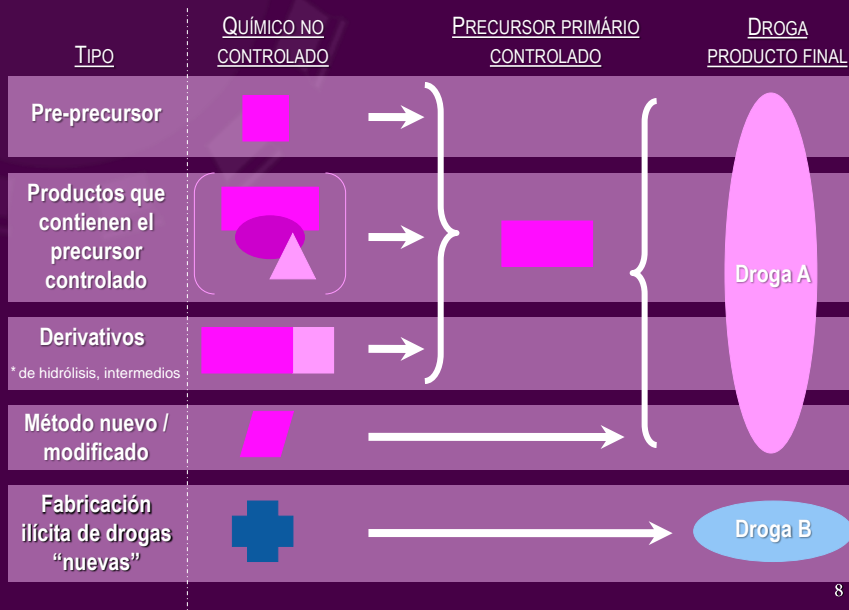 TIPO
QUÍMICO NO
CONTROLADO
PRECURSOR PRIMÁRIO
CONTROLADO
DROGA
PRODUCTO FINAL
Pre-precursor
Productos que
contienen el
precursor
controlado
Derivativos
* de hidrólisis, intermedios
Método nuevo /
modificado
Fabricación
ilícita de drogas
“nuevas”
Droga A
Droga B
8